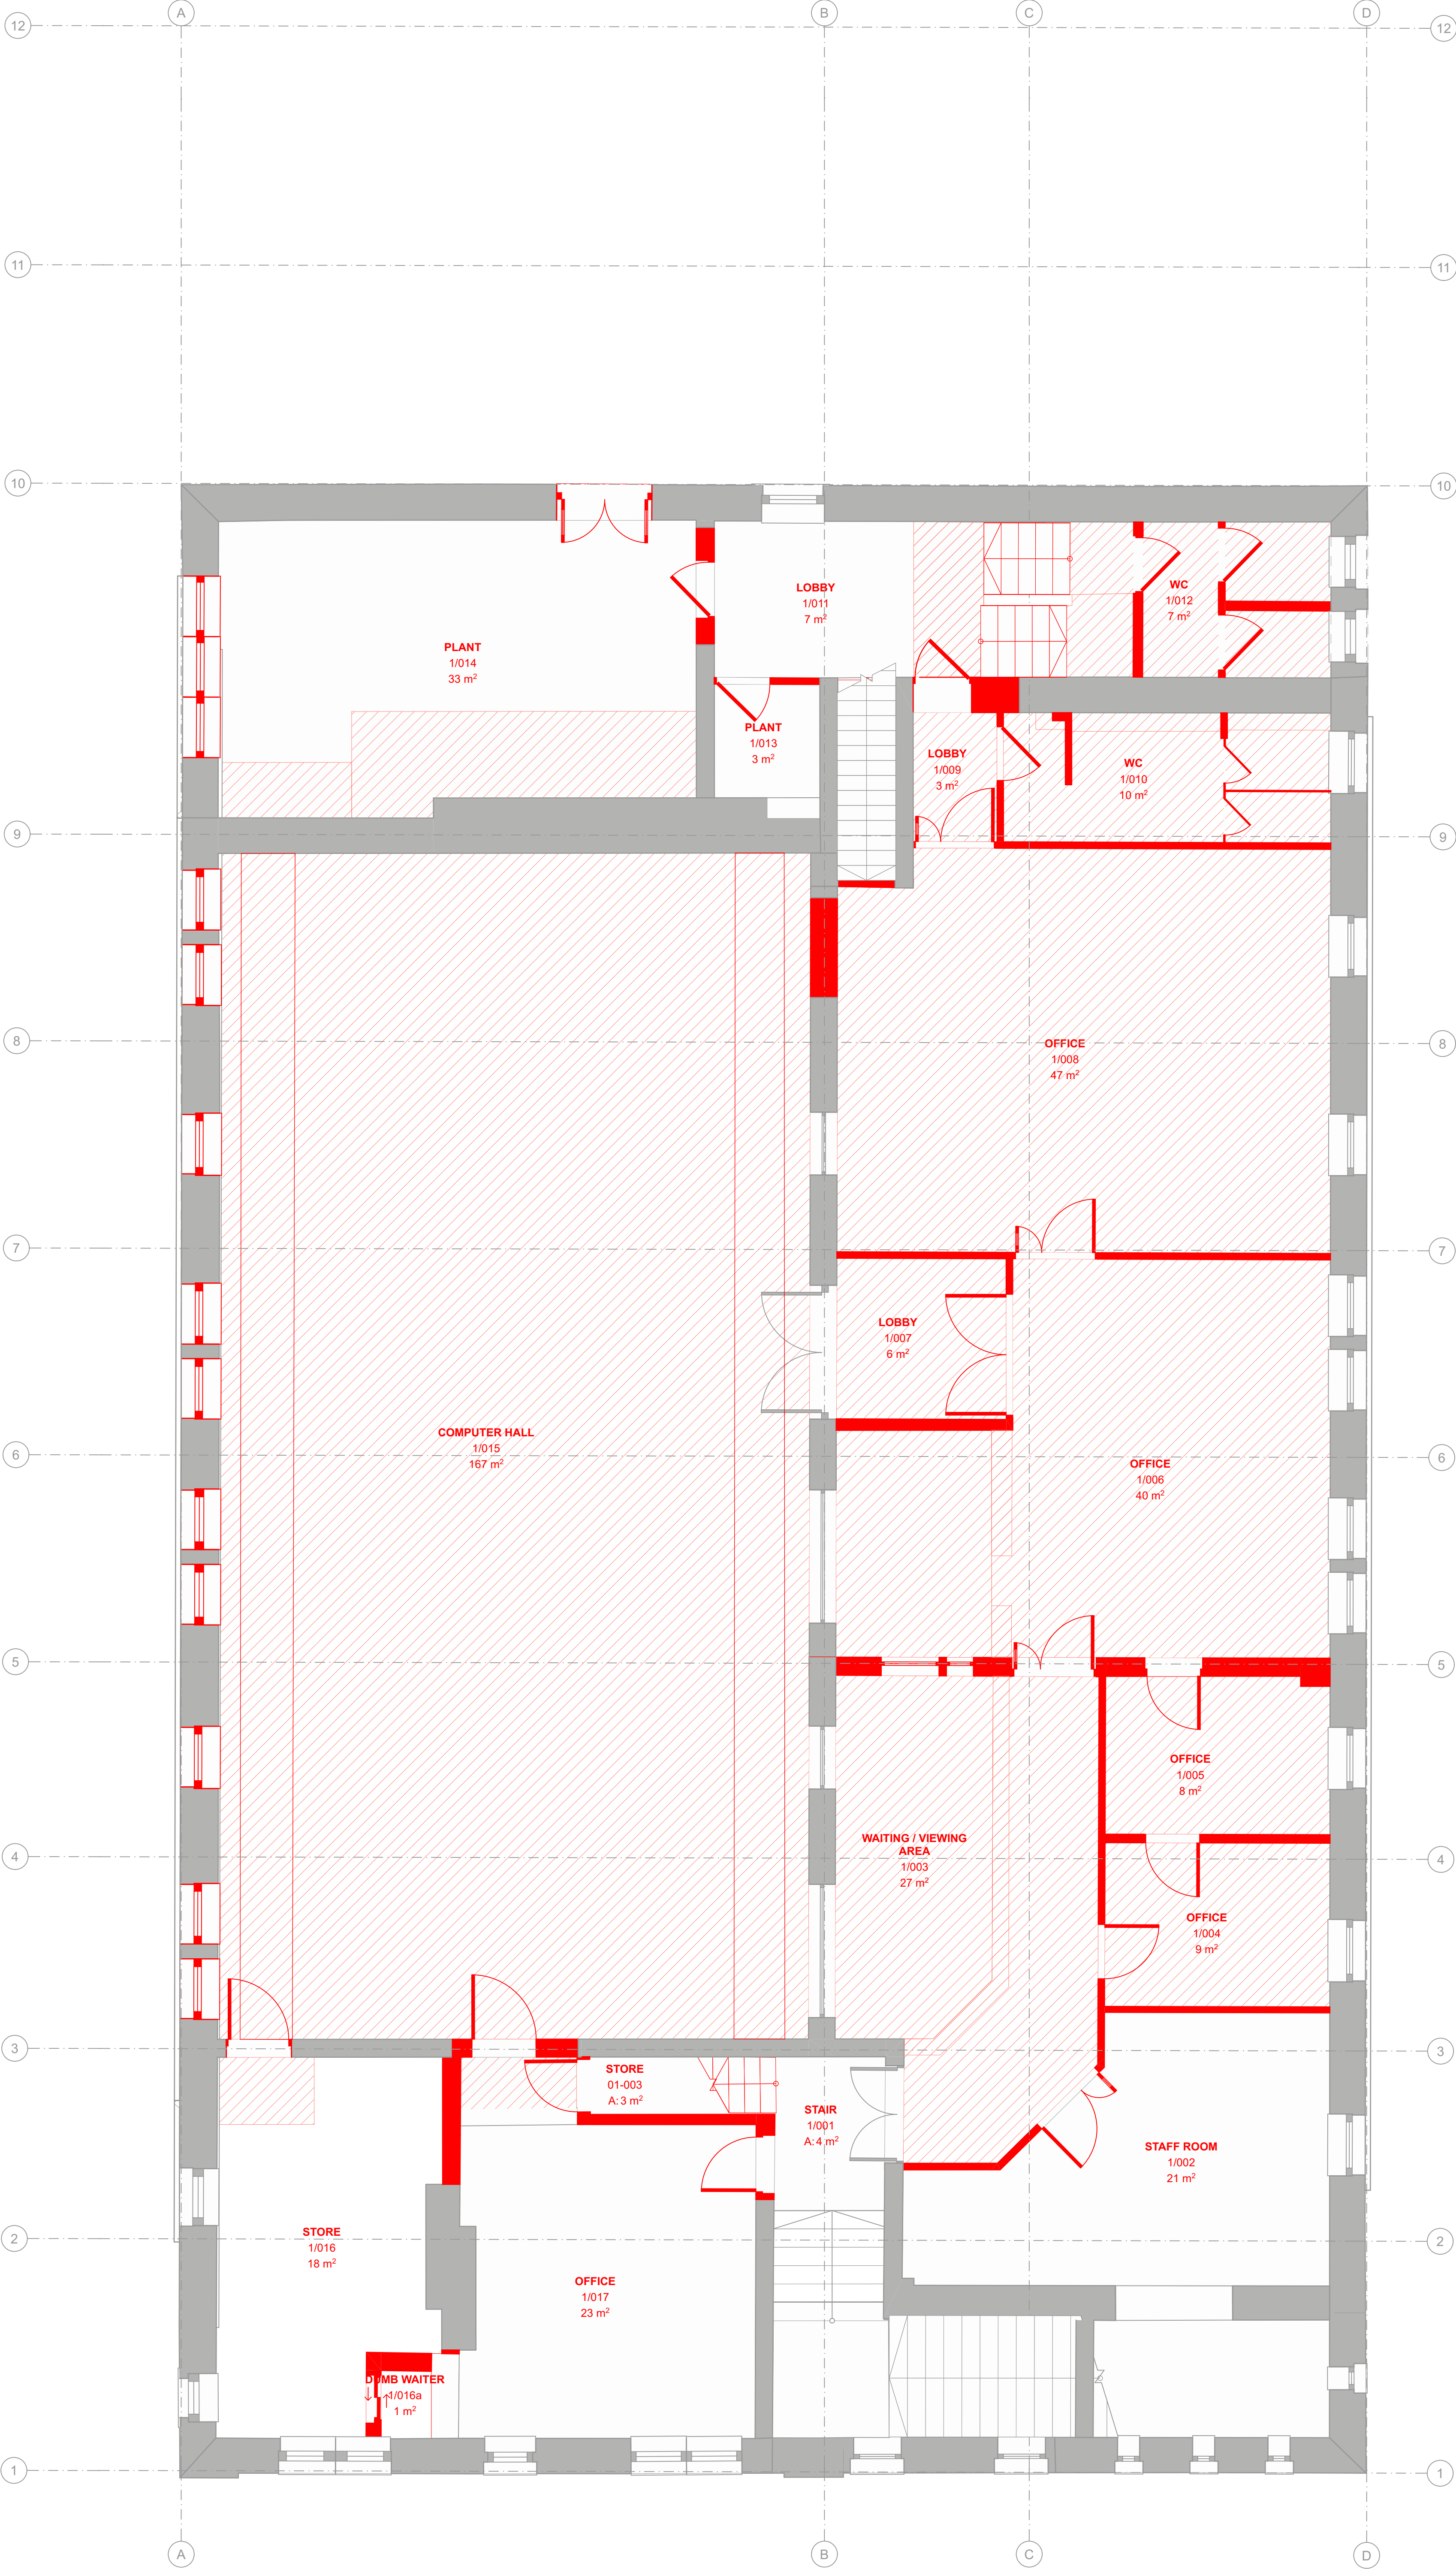 A B C D
12 12
11 11
10 10
LOBBY
1/011
7 m²
WC
1/012
7 m²
PLANT
1/014
33 m²
PLANT
1/013
3 m²
LOBBY
1/009
3 m²
WC
1/010
10 m²
9 9
OFFICE
1/008
47 m²
8 8
7 7
LOBBY
1/007
6 m²
COMPUTER HALL
1/015
167 m²
OFFICE
1/006
40 m²
6 6
5 5
OFFICE
1/005
8 m²
WAITING / VIEWING
AREA
1/003
27 m²
4 4
OFFICE
1/004
9 m²
3 3
STORE
01-003
A: 3 m²
STAIR
1/001
A: 4 m²
STAFF ROOM
1/002
21 m²
STORE
1/016
18 m²
2 2
OFFICE
1/017
23 m²
DUMB WAITER
1/016a
1 m²
1 1
A B C D